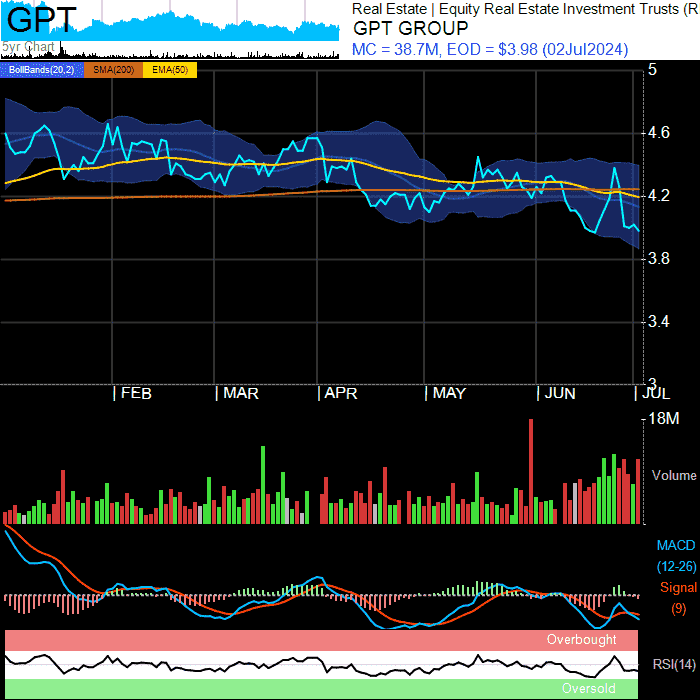 GPT
5yr Chart
Real Estate | Equity Real Estate Investment Trusts (R
GPT GROUP
MC = 38.7M, EOD = $3.98 (02Jul2024)
BollBands(20,2) SMA(200) EMA(50)
5
4.6
4.2
3.8
3.4
3
FEB MAR APR MAY JUN JUL
18M
Volume
MACD
(12-26)
Signal
(9)
Overbought
RSI(14)
Oversold